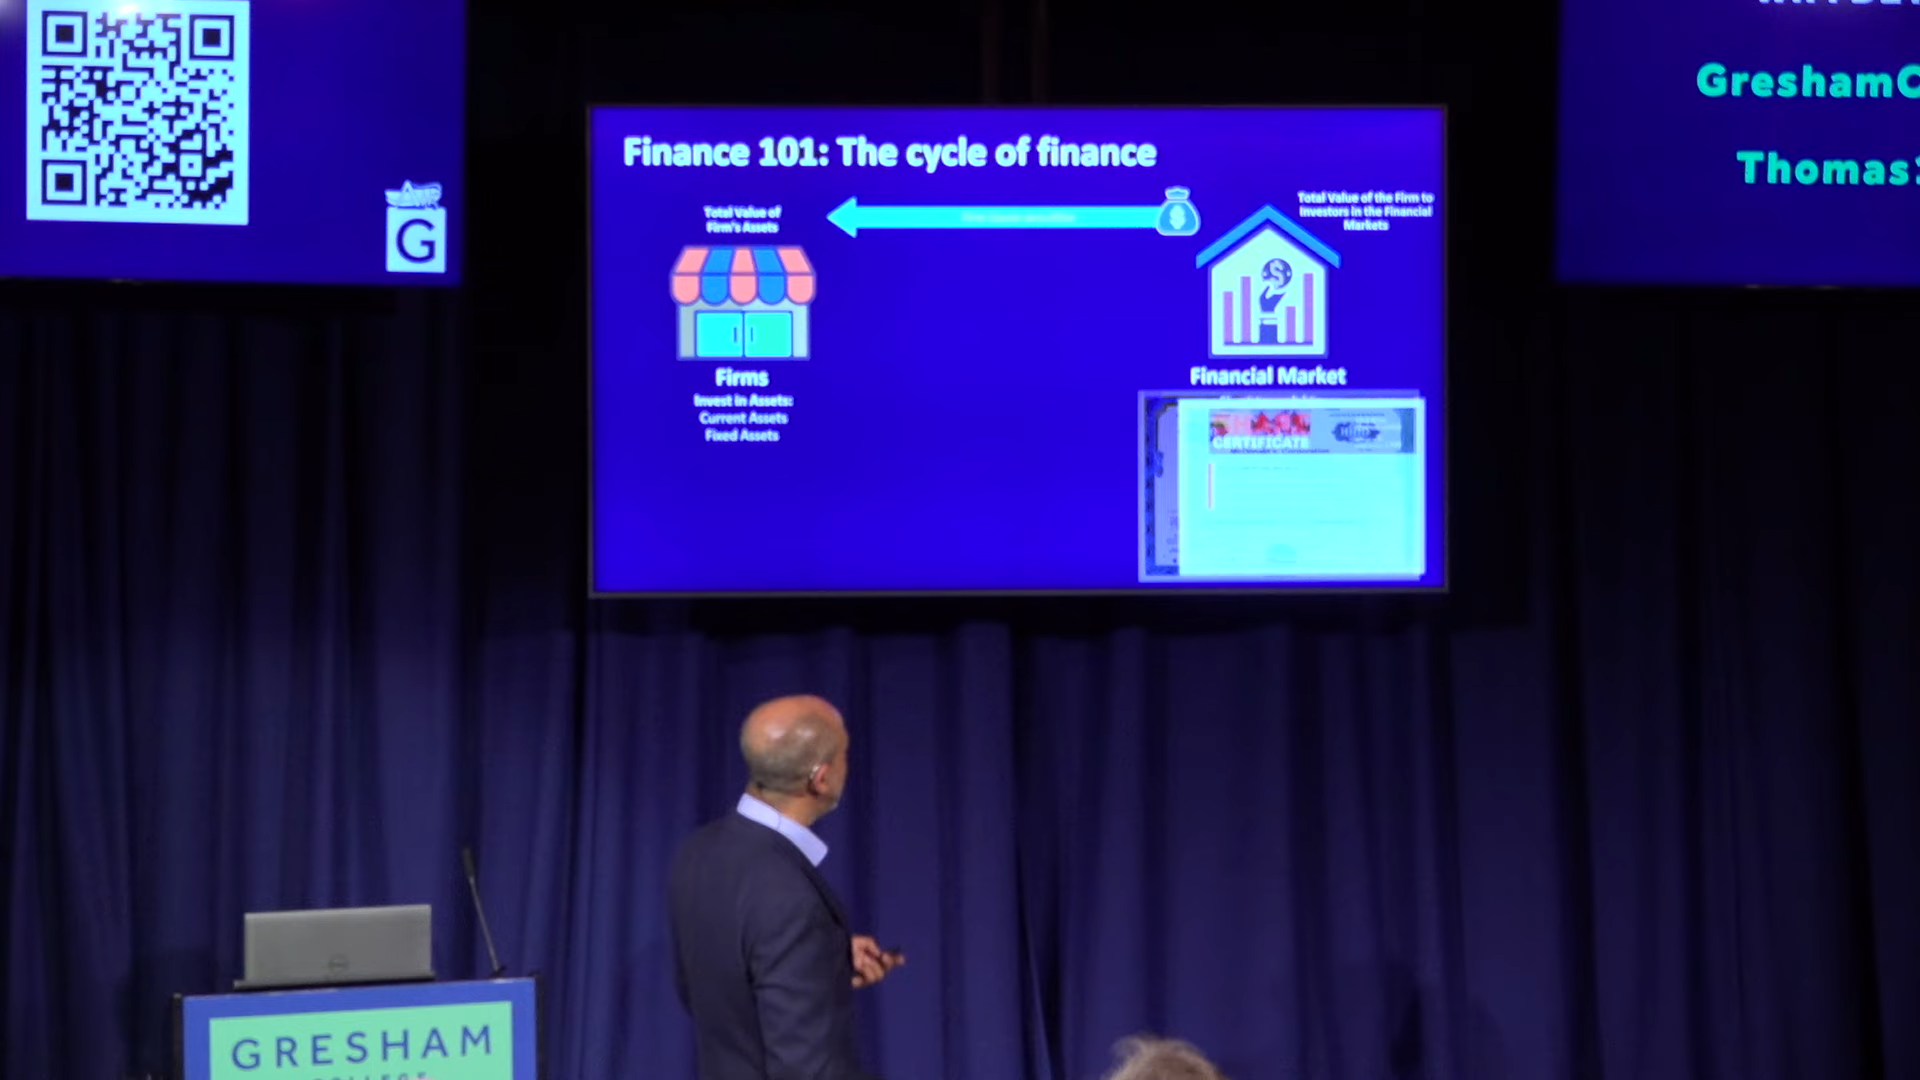 GreshamC
Thomas
G
Finance 101: The cycle of finance
Total Value of
Firm's Assets
Total Value of the Firm to
Investors in the Financial
Markets
Firms
Invest in Assets:
Current Assets
Fixed Assets
Financial Market
CERTIFICATE
GRESHAM
COLLEGE